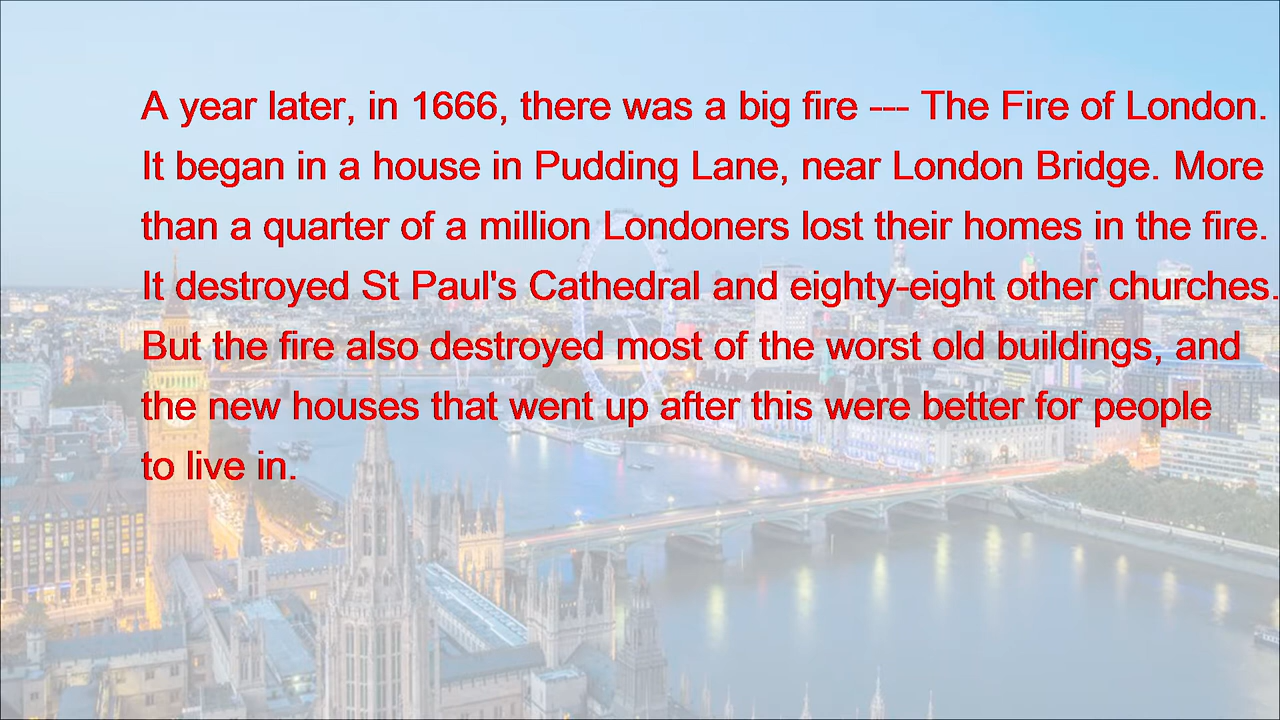 A year later, in 1666, there was a big fire --- The Fire of London.
It began in a house in Pudding Lane, near London Bridge. More
than a quarter of a million Londoners lost their homes in the fire.
It destroyed St Paul's Cathedral and eighty-eight other churches.
But the fire also destroyed most of the worst old buildings, and
the new houses that went up after this were better for people
to live in.